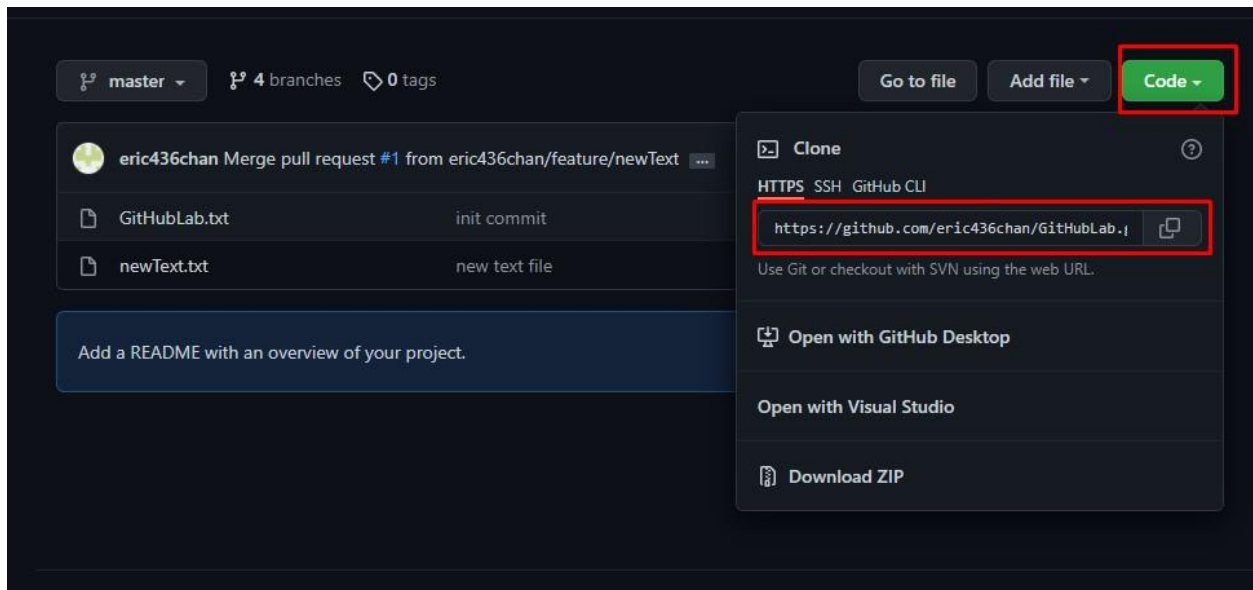 master 4 branches 0 tags Go to file Add file Code
eric436chan Merge pull request #1 from eric436chan/feature/newText ...
GitHubLab.txt init commit
newText.txt new text file
Add a README with an overview of your project.
Clone
HTTPS SSH GitHub CLI
https://github.com/eric436chan/GitHubLab.g
Use Git or checkout with SVN using the web URL.
Open with GitHub Desktop
Open with Visual Studio
Download ZIP